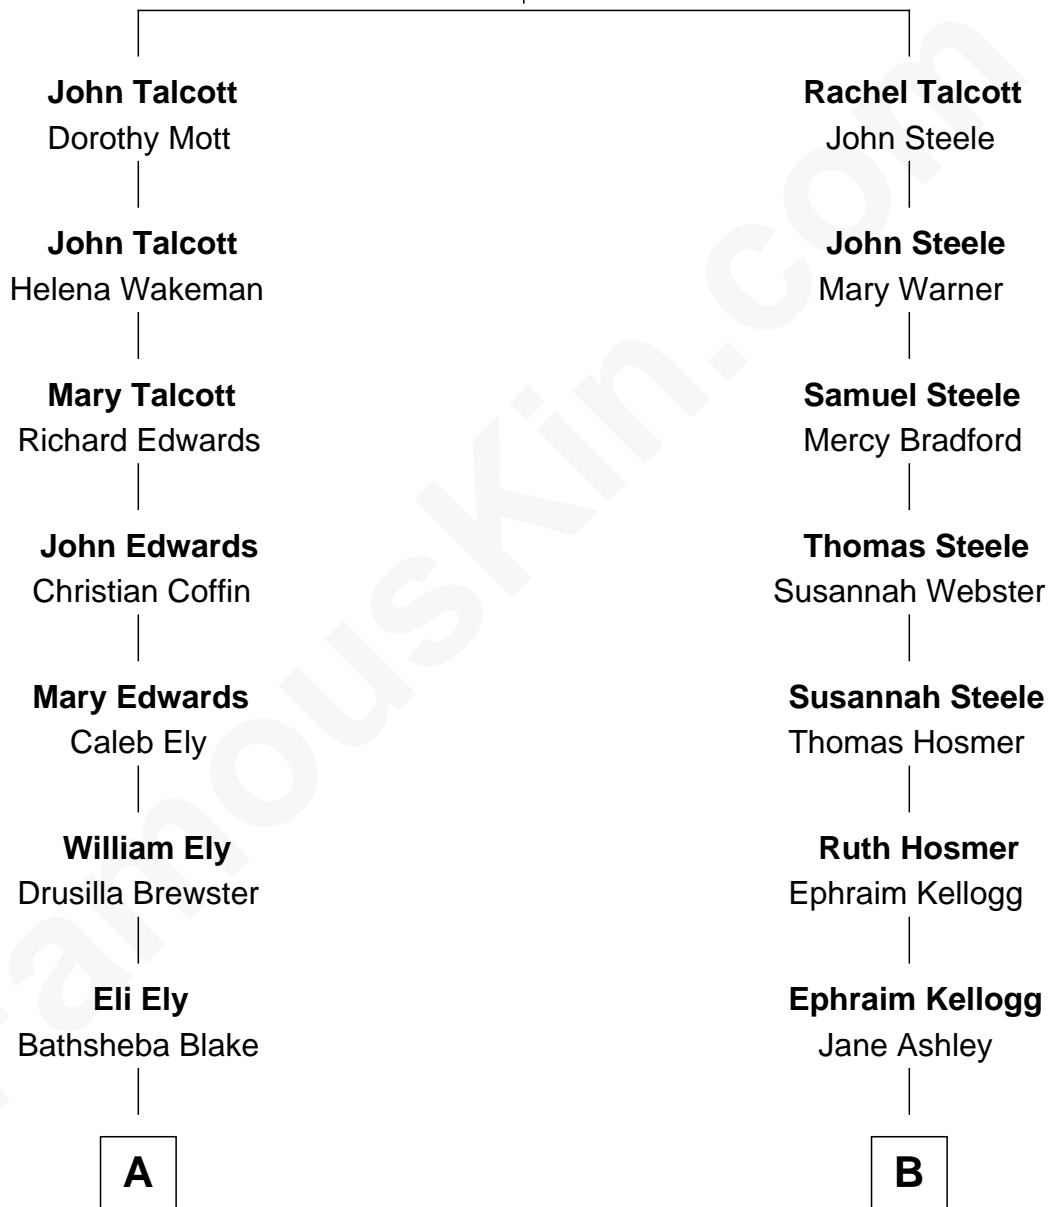 John Talcott
Dorothy Mott
John Talcott
Helena Wakeman
Mary Talcott
Richard Edwards
John Edwards
Christian Coffin
Mary Edwards
Caleb Ely
William Ely
Drusilla Brewster
Eli Ely
Bathsheba Blake
A
Rachel Talcott
John Steele
John Steele
Mary Warner
Samuel Steele
Mercy Bradford
Thomas Steele
Susannah Webster
Susannah Steele
Thomas Hosmer
Ruth Hosmer
Ephraim Kellogg
Ephraim Kellogg
Jane Ashley
B
FamousKin.com